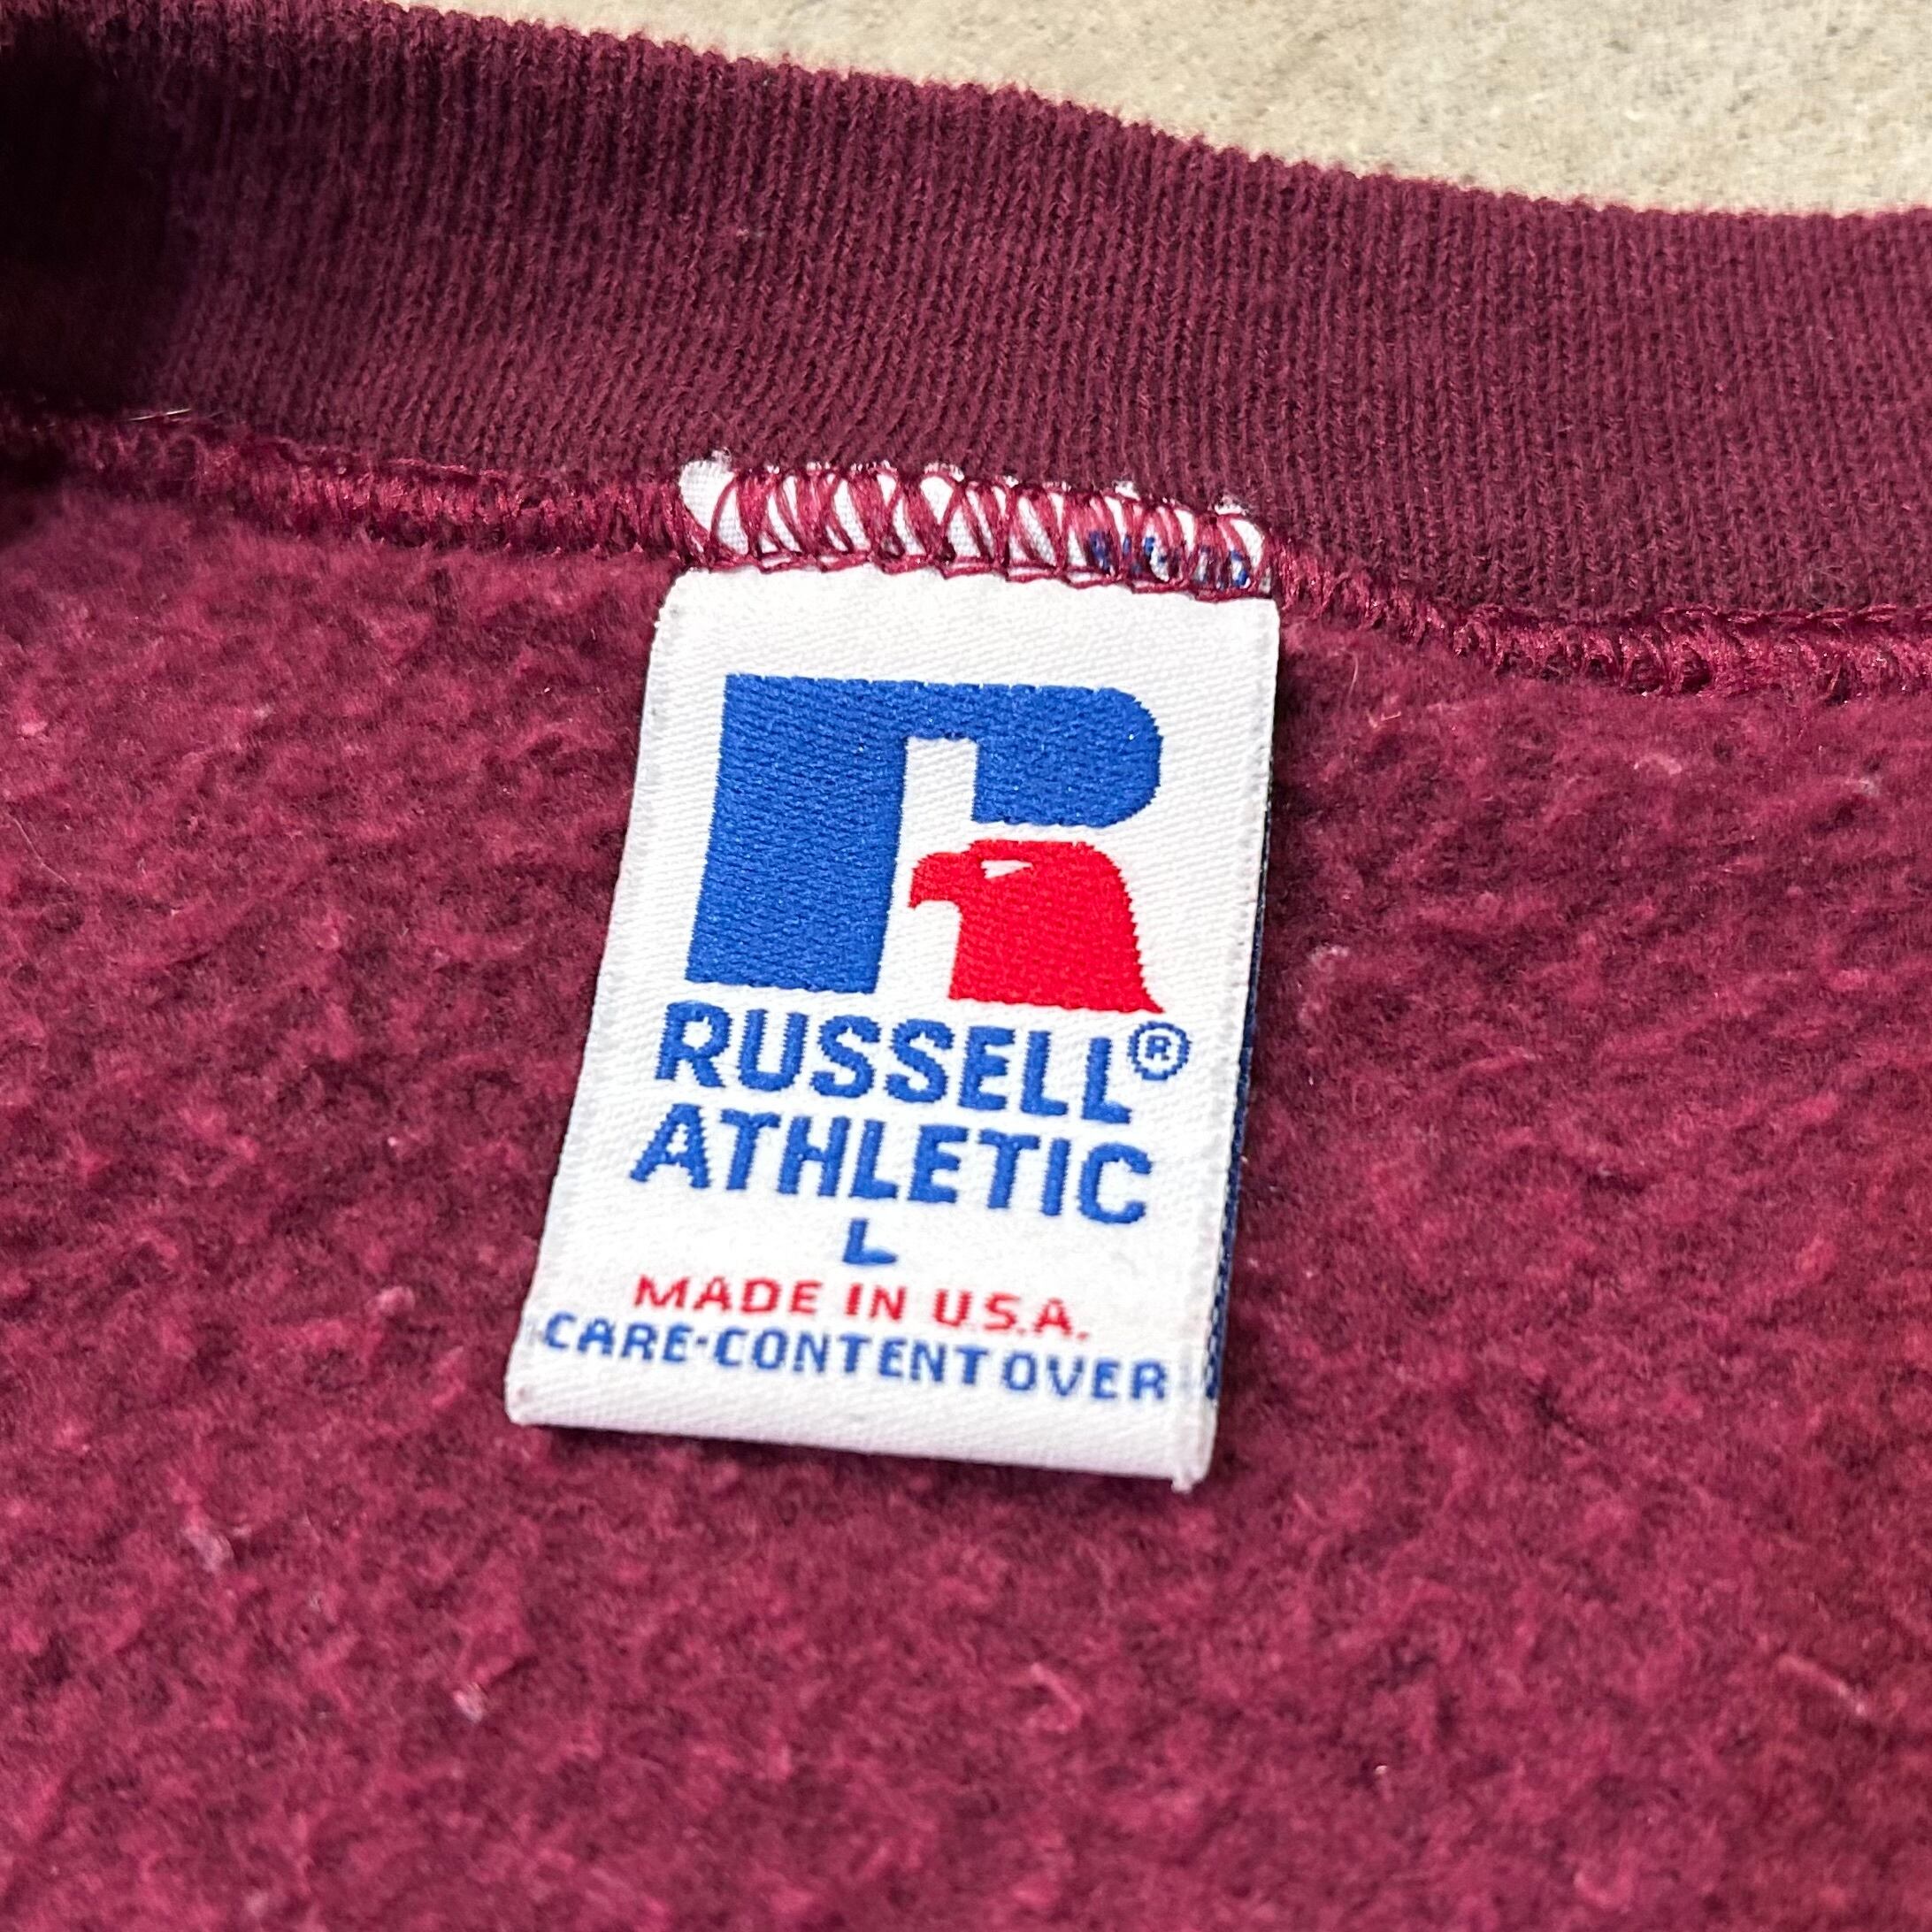 RUSSELL®
ATHLETIC
L
MADE IN U.S.A.
CARE·CONTENT OVER